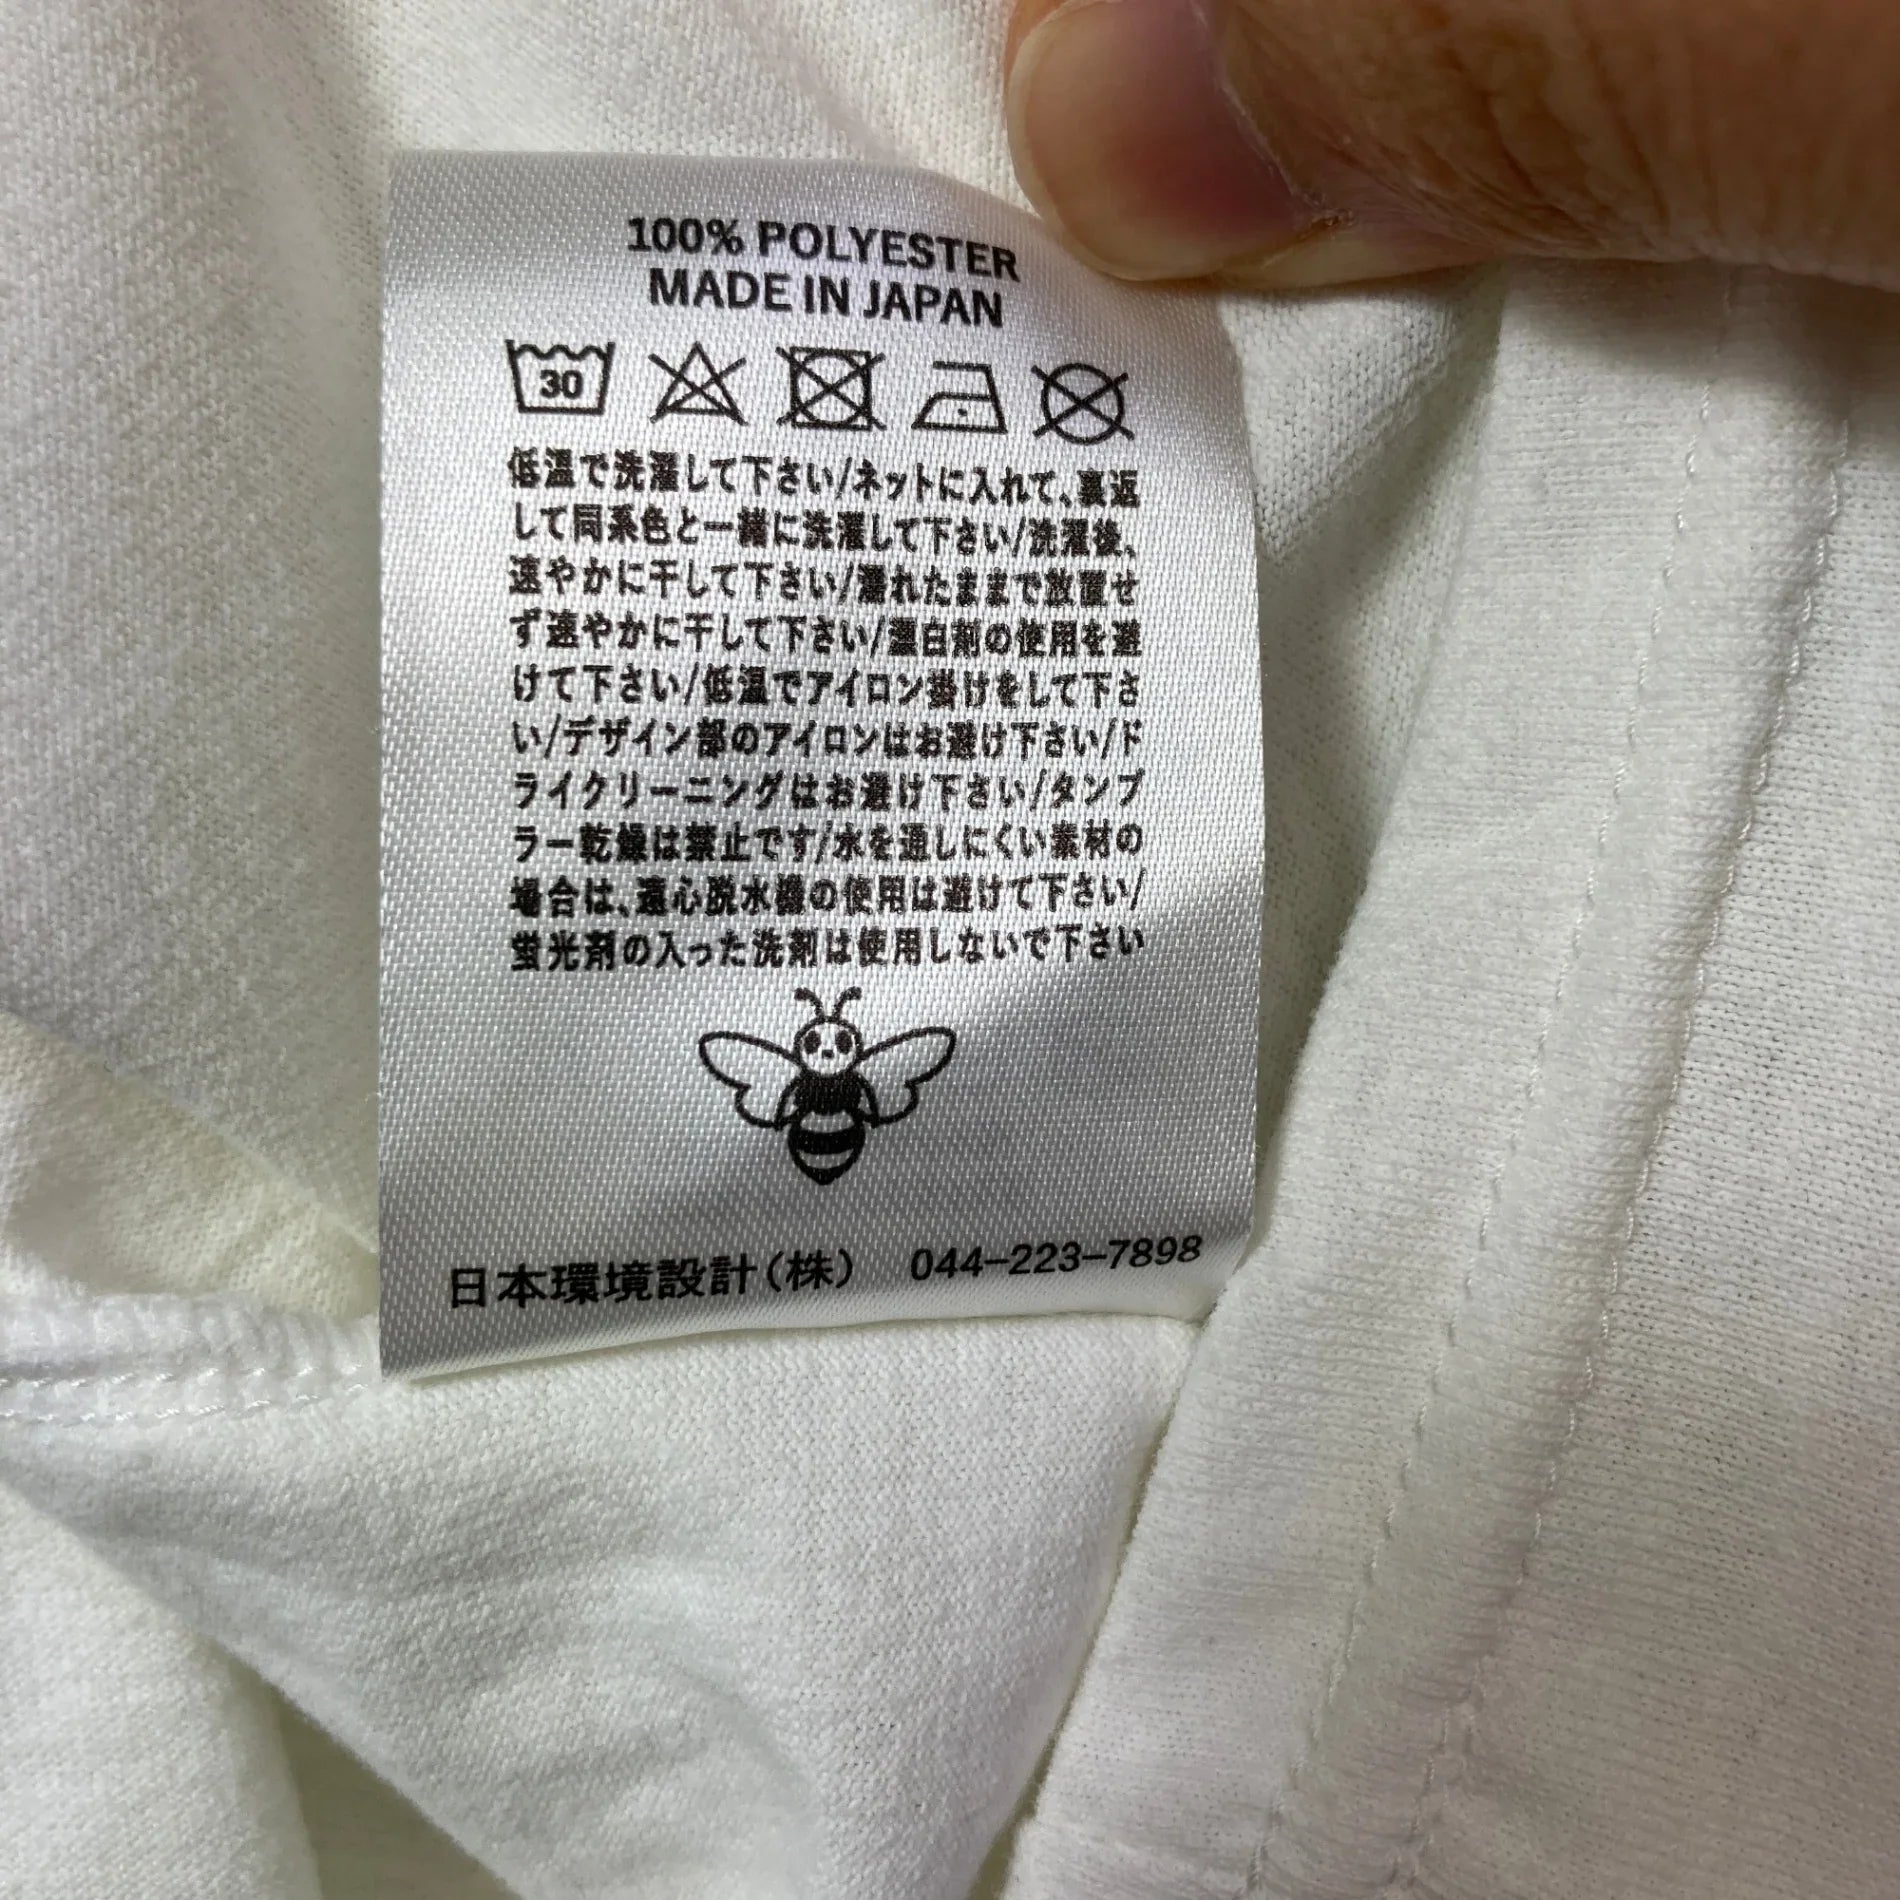 100% POLYESTER
MADE IN JAPAN
30
低温で洗濯して下さい/ネットに入れて、裏返
して同系色と一緒に洗濯して下さい/洗濯後、
速やかに干して下さい/濡れたままで放置せ
ず速やかに干して下さい/漂白剤の使用を避
けて下さい/低温でアイロン掛けをして下さ
い/デザイン部のアイロンはお避け下さい/ド
ライクリーニングはお避け下さい/タンブ
ラー乾燥は禁止です/水を通しにくい素材の
場合は、遠心脱水機の使用は避けて下さい/
蛍光剤の入った洗剤は使用しないで下さい
日本環境設計(株) 044-223-7898